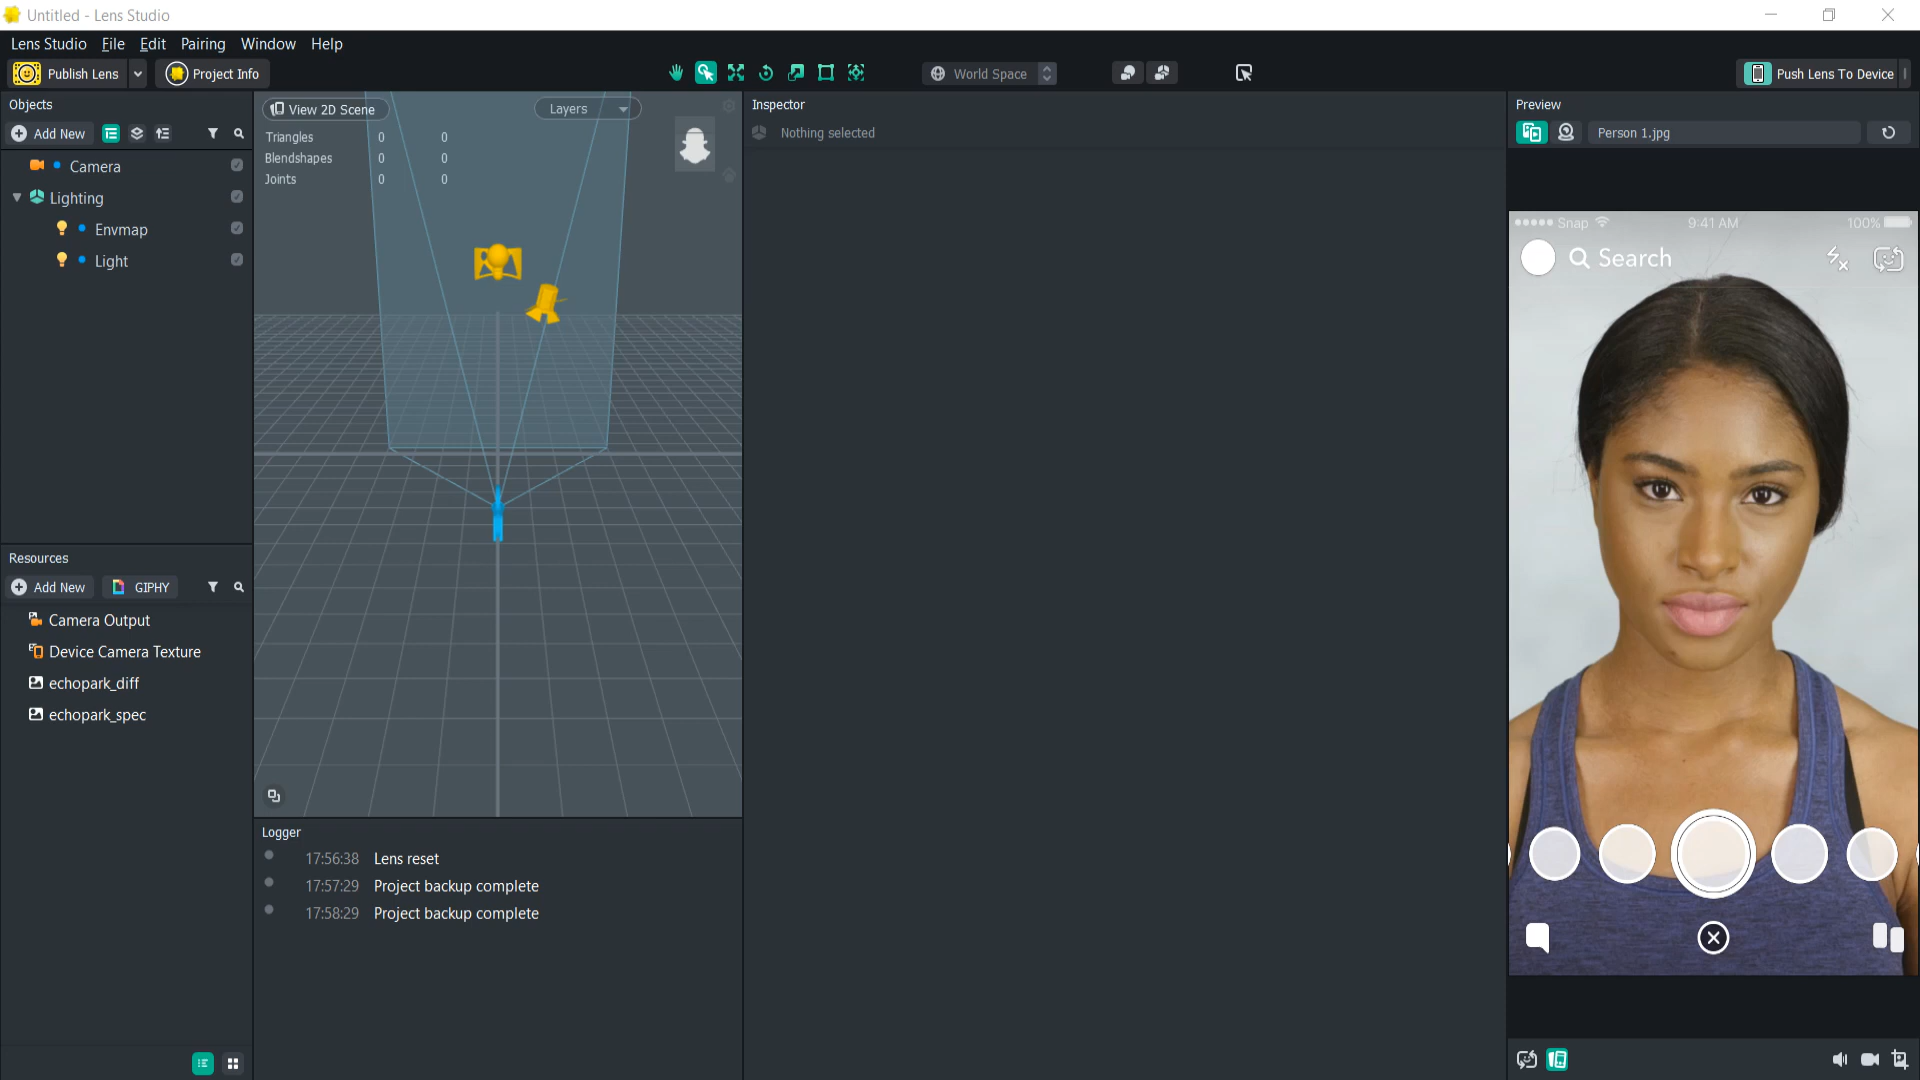 Untitled - Lens Studio
Lens Studio File Edit Pairing Window Help
Publish Lens Project Info World Space Push Lens To Device
Objects
Add New
Camera
Lighting
Envmap
Light
Resources
Add New GIPHY
Camera Output
Device Camera Texture
echopark_diff
echopark_spec
View 2D Scene Layers
Triangles 0 0
Blendshapes 0 0
Joints 0 0
Logger
17:56:38 Lens reset
17:57:29 Project backup complete
17:58:29 Project backup complete
Inspector
Nothing selected
Preview
Person 1.jpg
Snap 9:41 AM 100%
Search